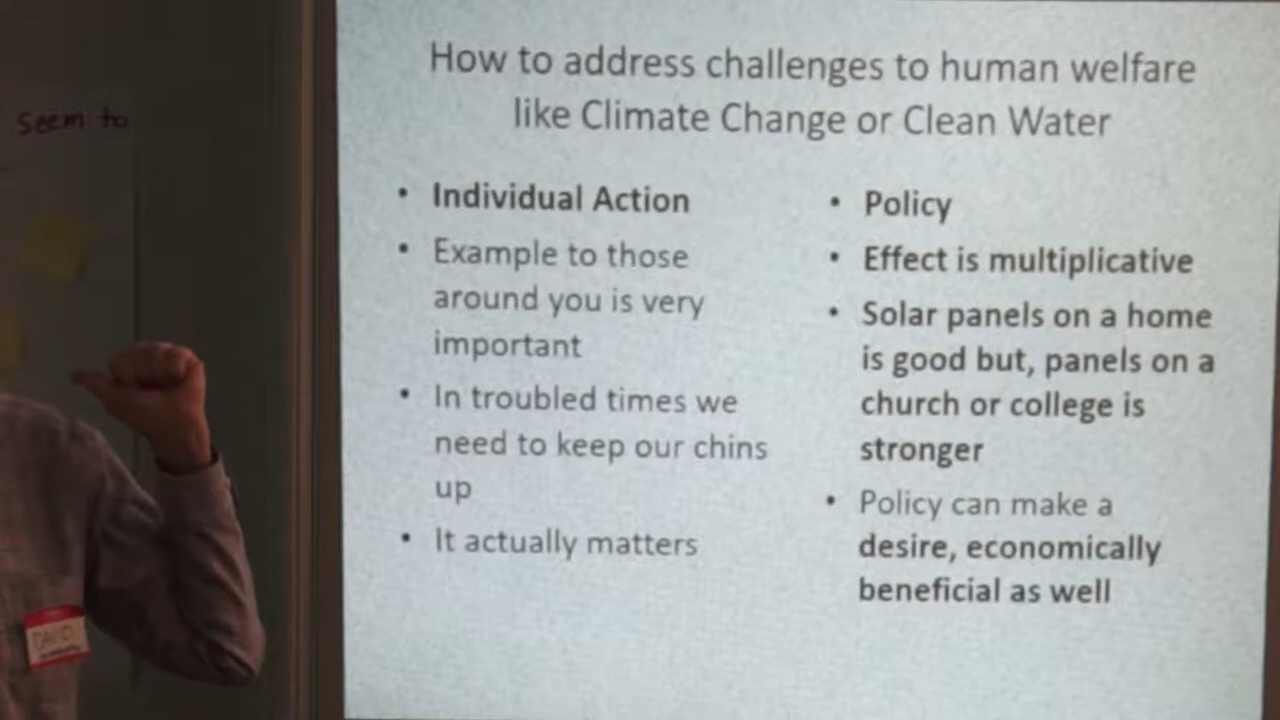 How to address challenges to human welfare
like Climate Change or Clean Water
• Individual Action
• Example to those
around you is very
important
• In troubled times we
need to keep our chins
up
• It actually matters
• Policy
• Effect is multiplicative
• Solar panels on a home
is good but, panels on a
church or college is
stronger
• Policy can make a
desire, economically
beneficial as well
seem to
DAVID